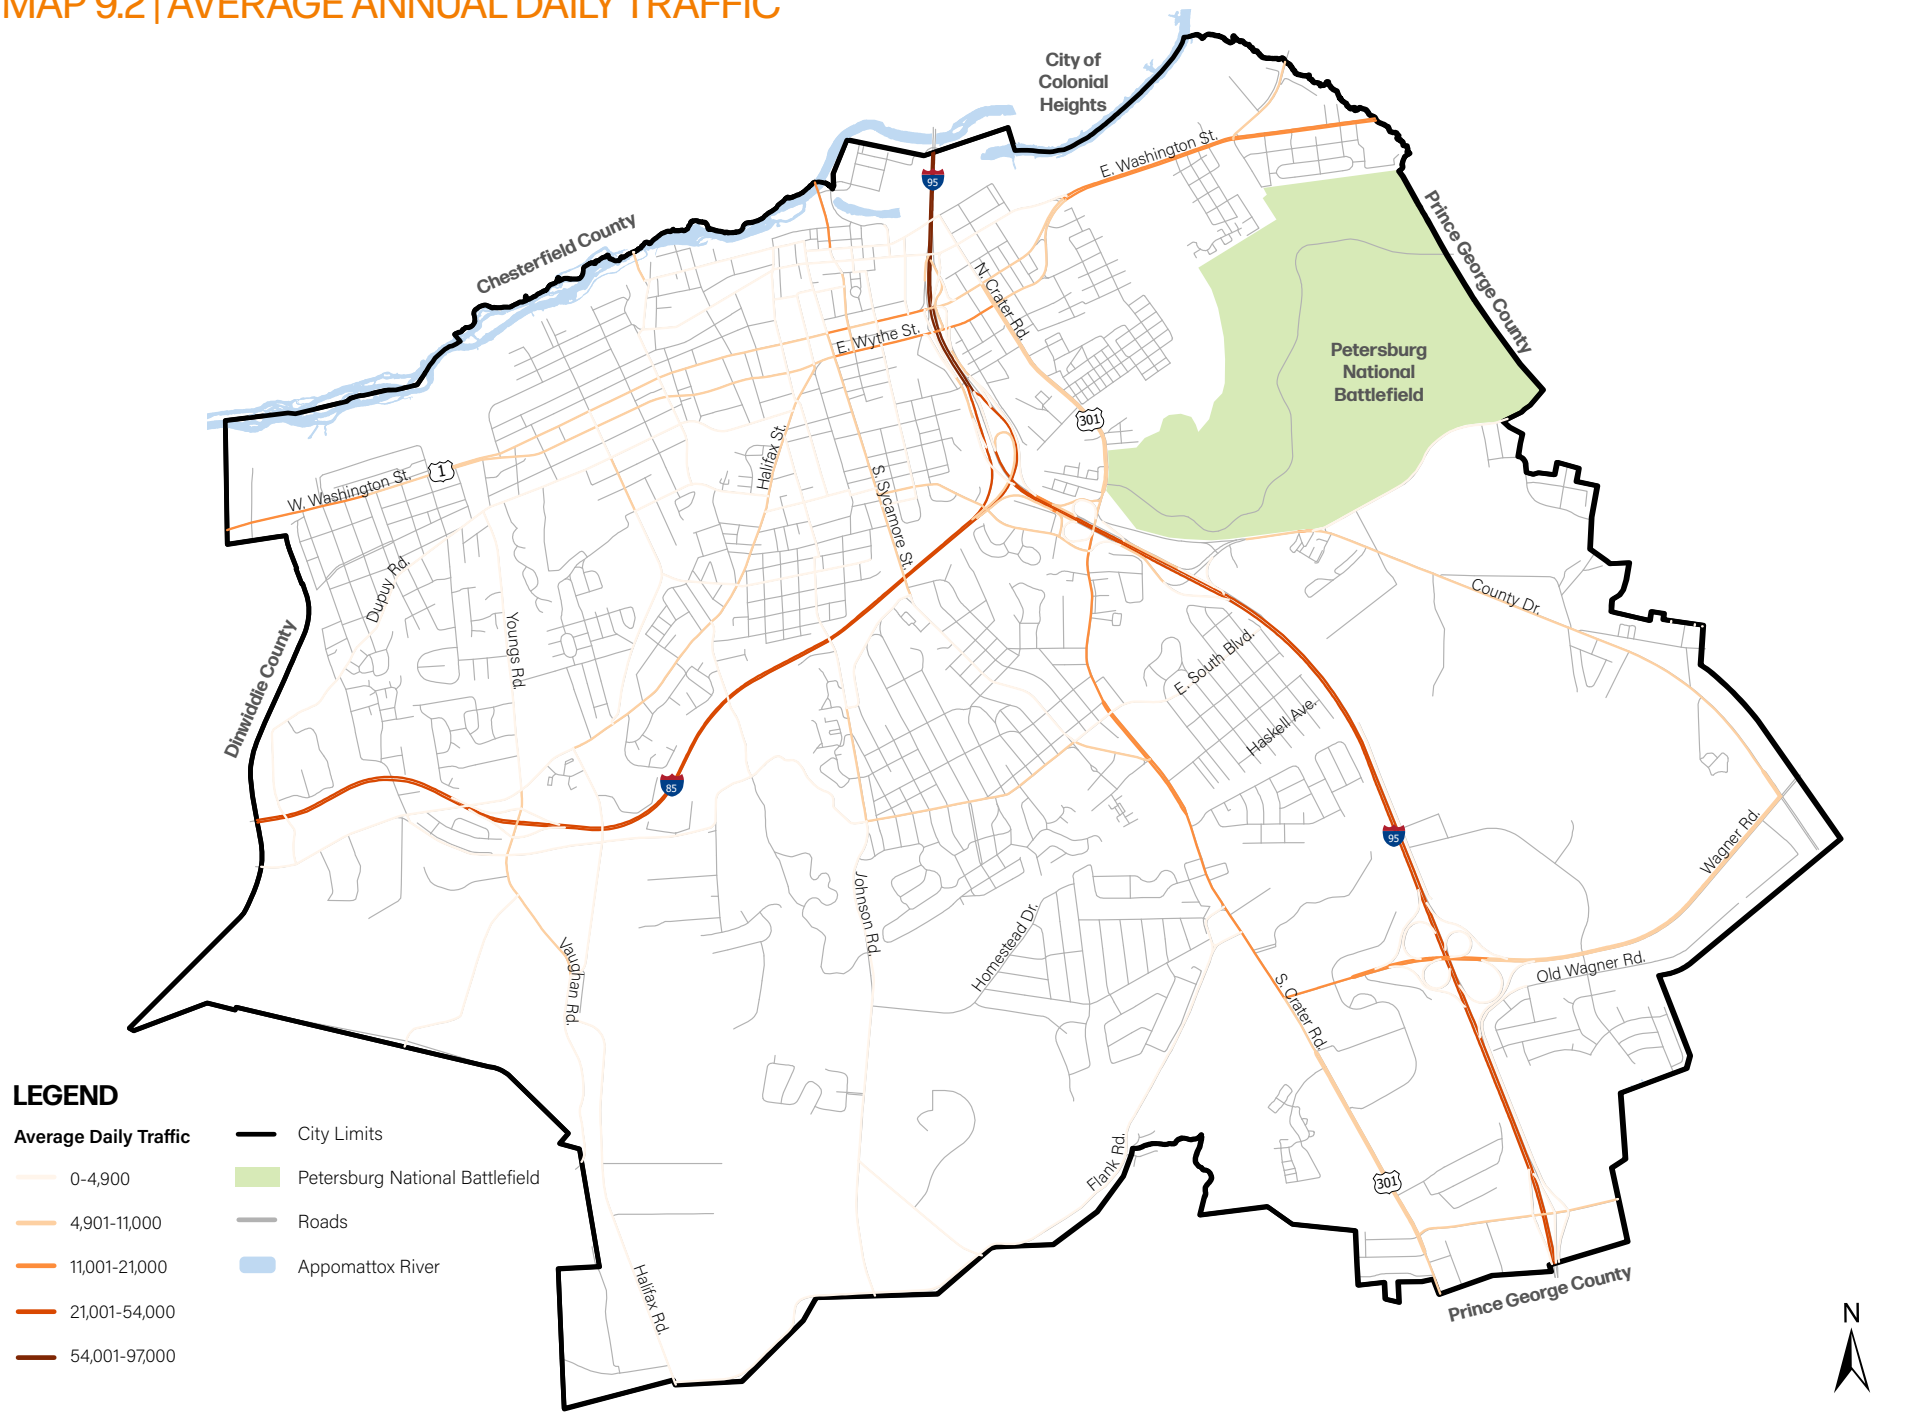 MAP 9.2 | AVERAGE ANNUAL DAILY TRAFFIC
City of
Colonial
Heights
E. Washington St.
95
Chesterfield County
Prince George County
N. Crater Rd.
E. Wythe St.
Petersburg
National
Battlefield
301
Halifax St.
1
W. Washington St.
S. Sycamore St.
Dupuy Rd.
County Dr.
Youngs Rd.
Dinwiddie County
E. South Blvd.
Haskell Ave.
85
95
Wagner Rd.
Johnson Rd.
Homestead Dr.
Vaughan Rd.
Old Wagner Rd.
S. Crater Rd.
Flank Rd.
301
Halifax Rd.
Prince George County
LEGEND
Average Daily Traffic
0-4,900
4,901-11,000
11,001-21,000
21,001-54,000
54,001-97,000
City Limits
Petersburg National Battlefield
Roads
Appomattox River
N